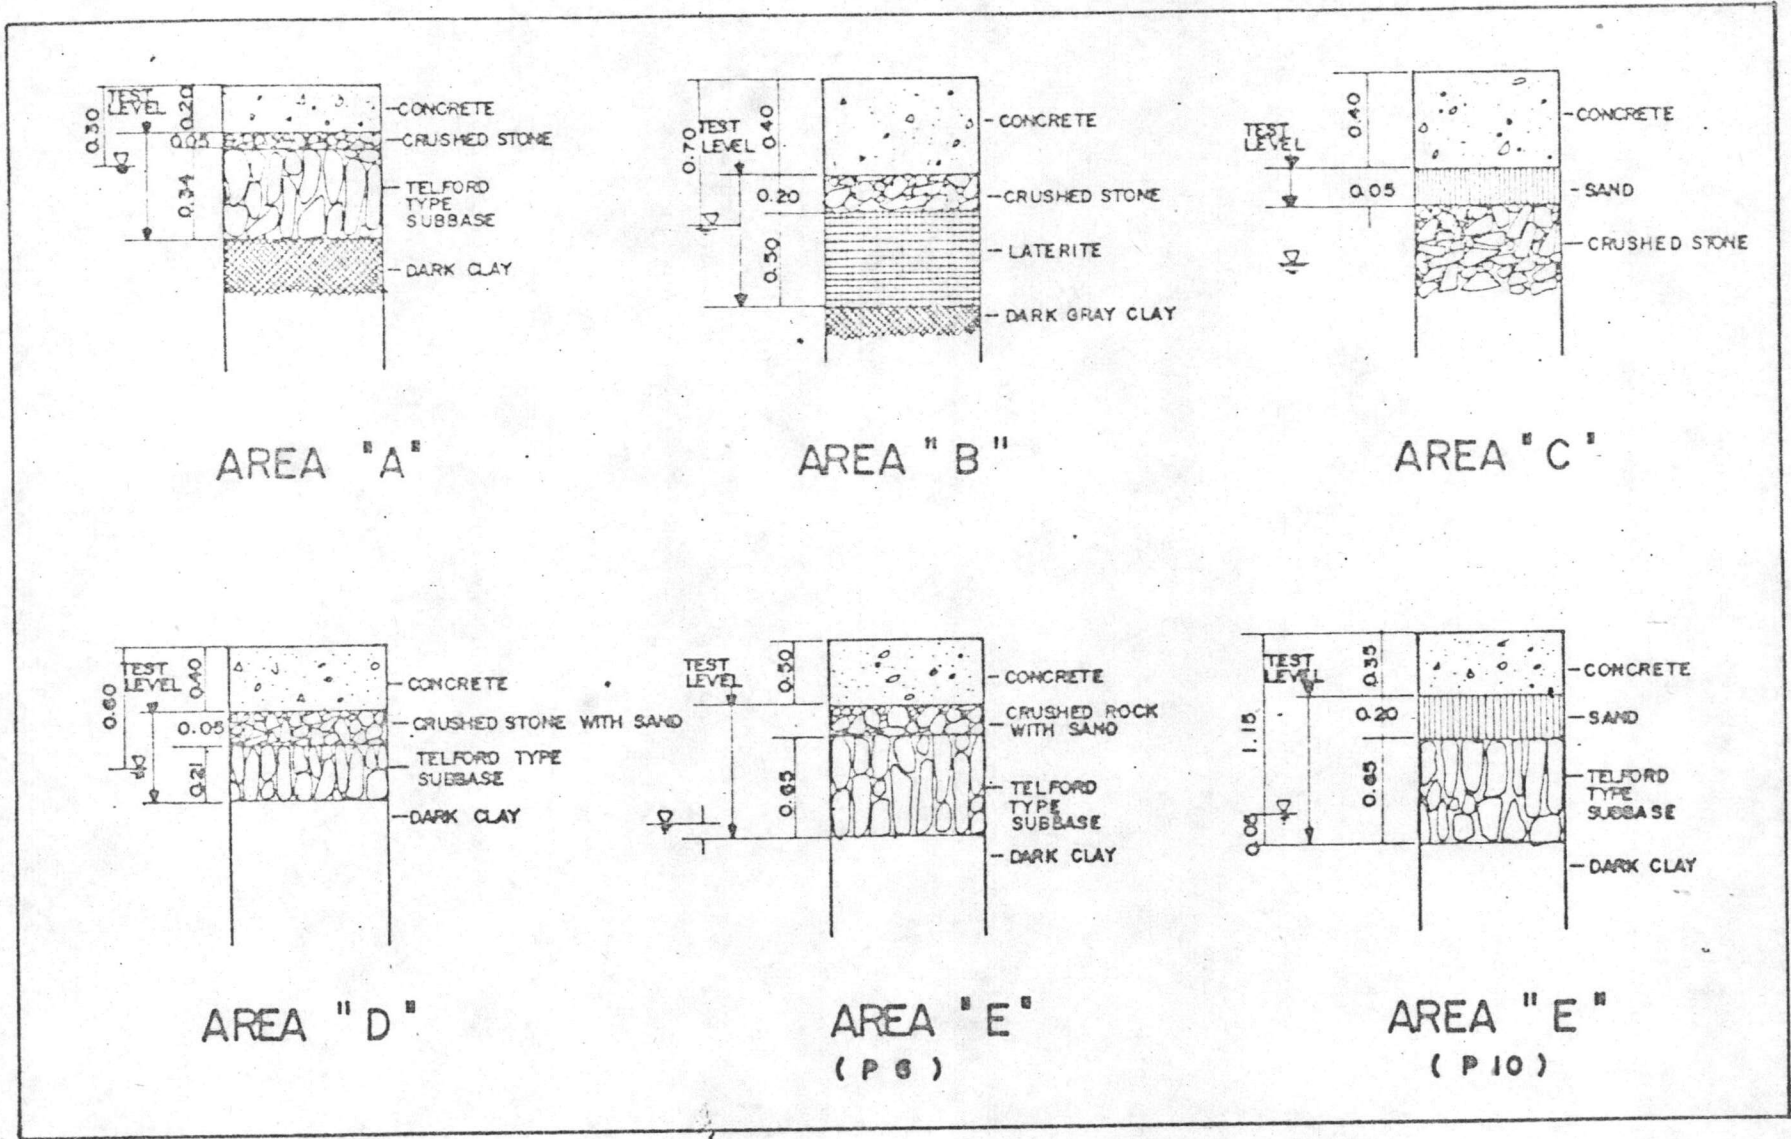 0.30
TEST
LEVEL
0.20
0.05
0.34
CONCRETE
CRUSHED STONE
TELFORD
TYPE
SUBBASE
DARK CLAY
AREA "A"
0.70
TEST
LEVEL
0.40
0.20
0.50
CONCRETE
CRUSHED STONE
LATERITE
DARK GRAY CLAY
AREA "B"
TEST
LEVEL
0.40
0.05
CONCRETE
SAND
CRUSHED STONE
AREA "C"
0.60
TEST
LEVEL
0.40
0.05
0.21
CONCRETE
CRUSHED STONE WITH SAND
TELFORD TYPE
SUBBASE
DARK CLAY
AREA "D"
TEST
LEVEL
0.65
CONCRETE
CRUSHED ROCK
WITH SAND
TELFORD
TYPE
SUBBASE
DARK CLAY
AREA "E"
1.15
0.05
TEST
LEVEL
0.35
0.20
0.65
CONCRETE
SAND
TELFORD
TYPE
SUBBASE
DARK CLAY
AREA "E"
( P 10 )